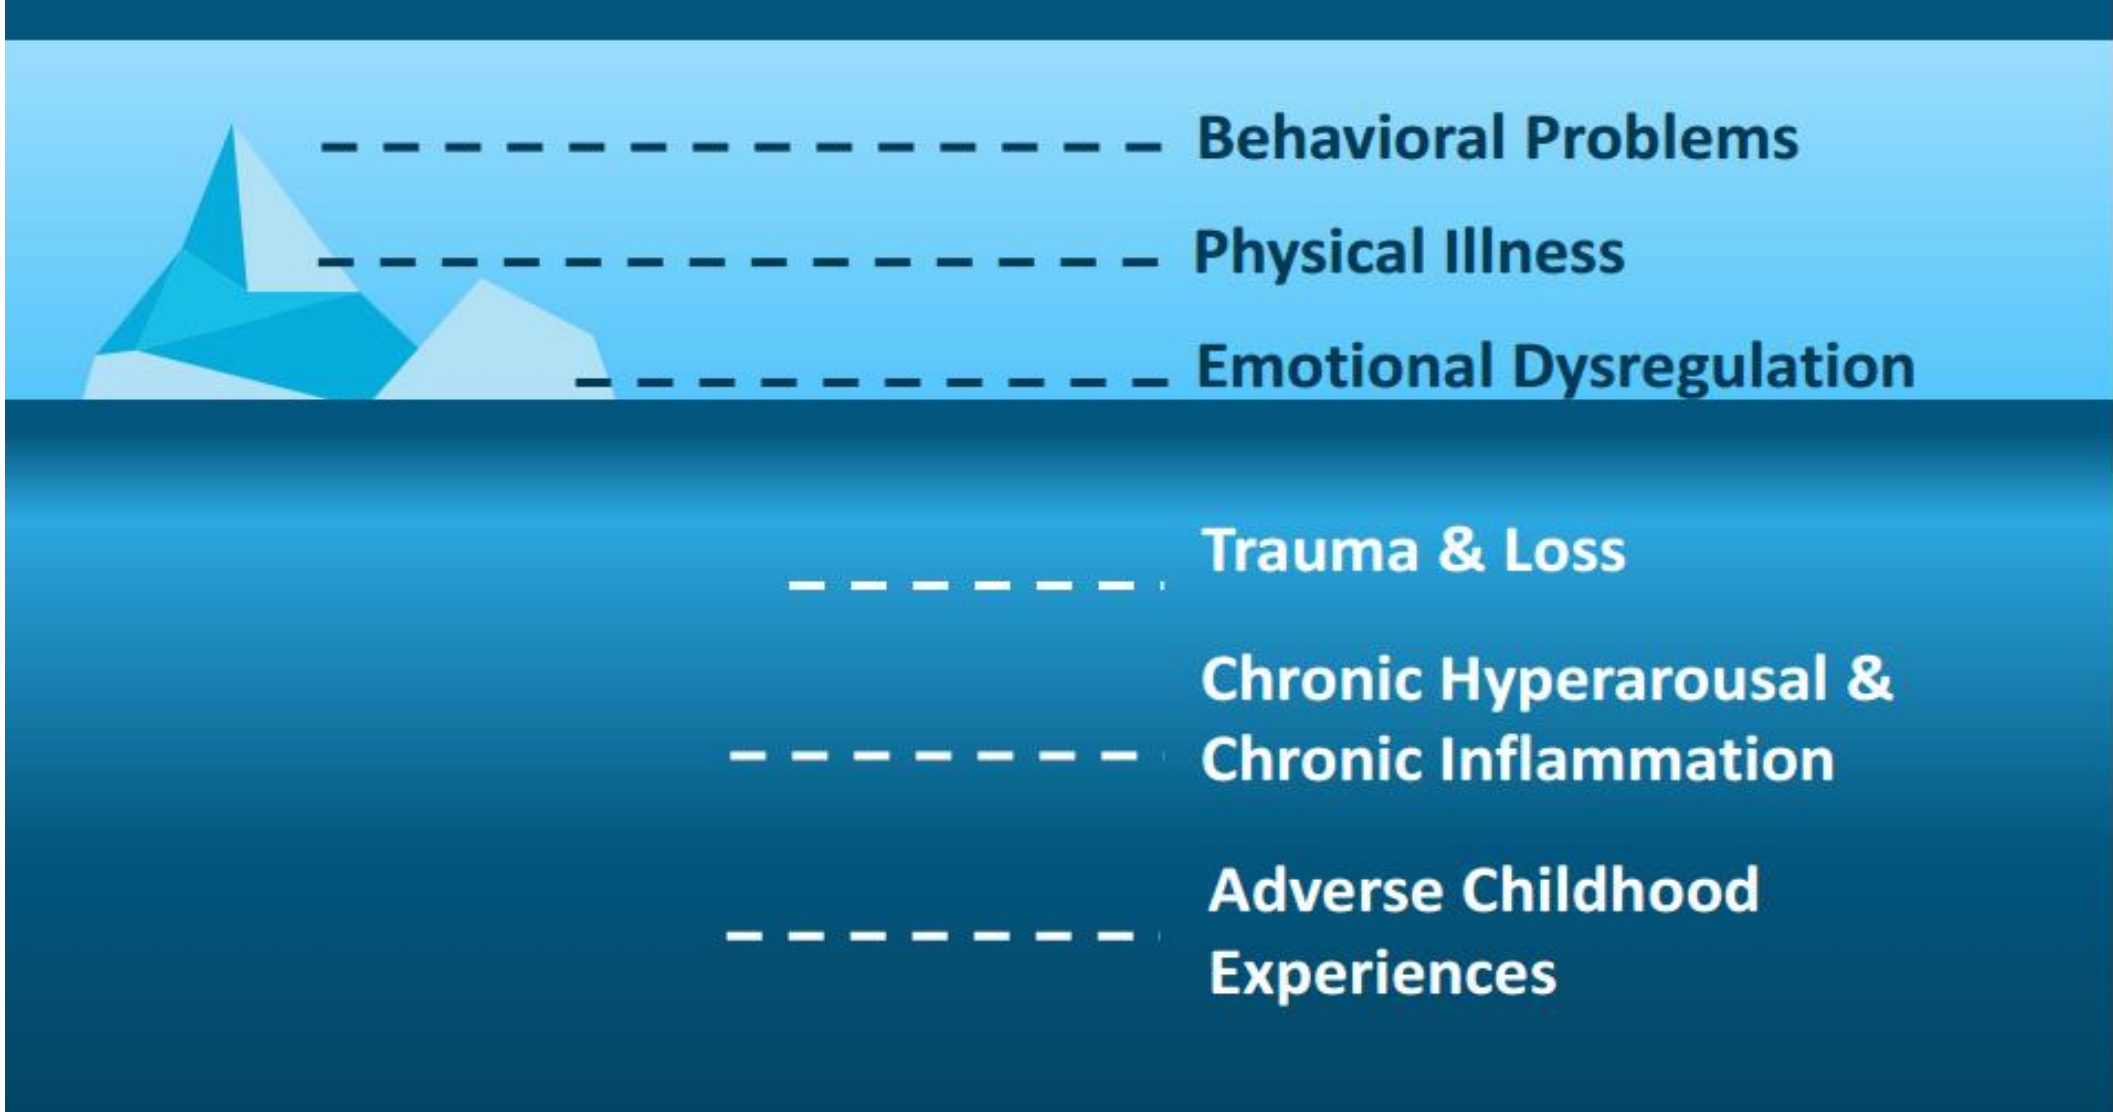 Behavioral Problems
Physical Illness
Emotional Dysregulation
Trauma & Loss
Chronic Hyperarousal &
Chronic Inflammation
Adverse Childhood
Experiences